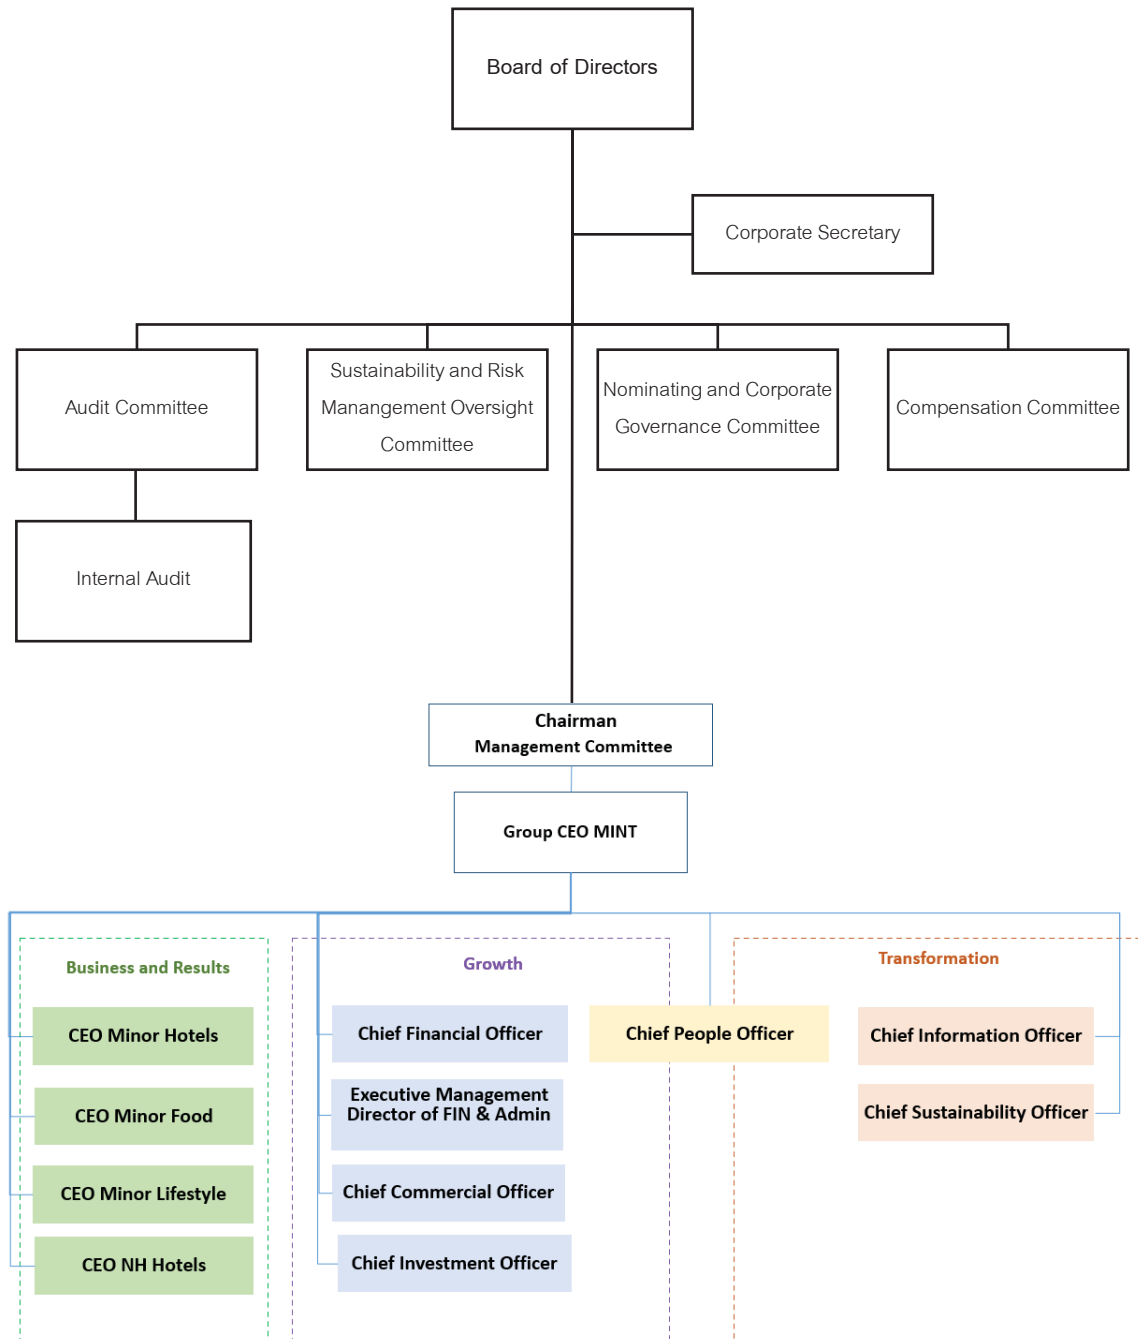 Board of Directors
Corporate Secretary
Audit Committee
Sustainability and Risk
Manangement Oversight
Committee
Nominating and Corporate
Governance Committee
Compensation Committee
Internal Audit
Chairman
Management Committee
Group CEO MINT
Business and Results
CEO Minor Hotels
CEO Minor Food
CEO Minor Lifestyle
CEO NH Hotels
Growth
Chief Financial Officer
Executive Management
Director of FIN & Admin
Chief Commercial Officer
Chief Investment Officer
Chief People Officer
Transformation
Chief Information Officer
Chief Sustainability Officer